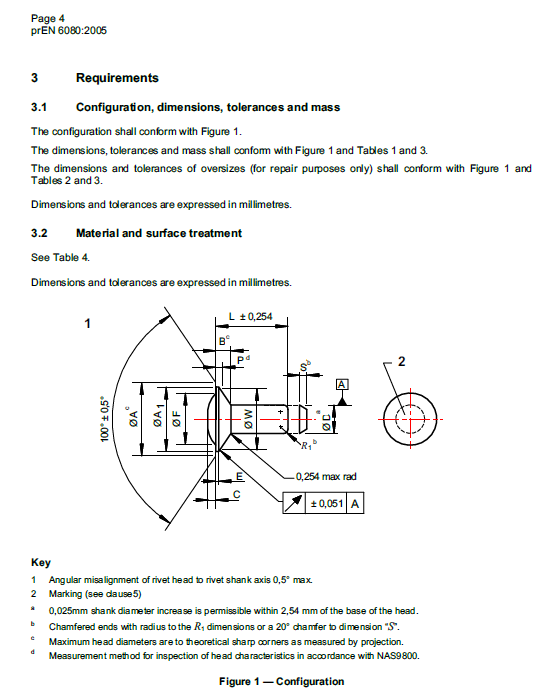 Page 4
prEN 6080:2005
3 Requirements
3.1 Configuration, dimensions, tolerances and mass
The configuration shall conform with Figure 1.
The dimensions, tolerances and mass shall conform with Figure 1 and Tables 1 and 3.
The dimensions and tolerances of oversizes (for repair purposes only) shall conform with Figure 1 and
Tables 2 and 3.
Dimensions and tolerances are expressed in millimetres.
3.2 Material and surface treatment
See Table 4.
Dimensions and tolerances are expressed in millimetres.
L ± 0,254
1
B c
P d
S b
2
A
100° ± 0,5°
ØA c
ØA 1
ØF
ØW
ØD a
R1 b
E
0,254 max rad
C
± 0,051 A
Key
1 Angular misalignment of rivet head to rivet shank axis 0,5° max.
2 Marking (see clause 5)
a 0,025mm shank diameter increase is permissible within 2,54 mm of the base of the head.
b Chamfered ends with radius to the R1 dimensions or a 20° chamfer to dimension "S".
c Maximum head diameters are to theoretical sharp corners as measured by projection.
d Measurement method for inspection of head characteristics in accordance with NAS9800.
Figure 1 — Configuration